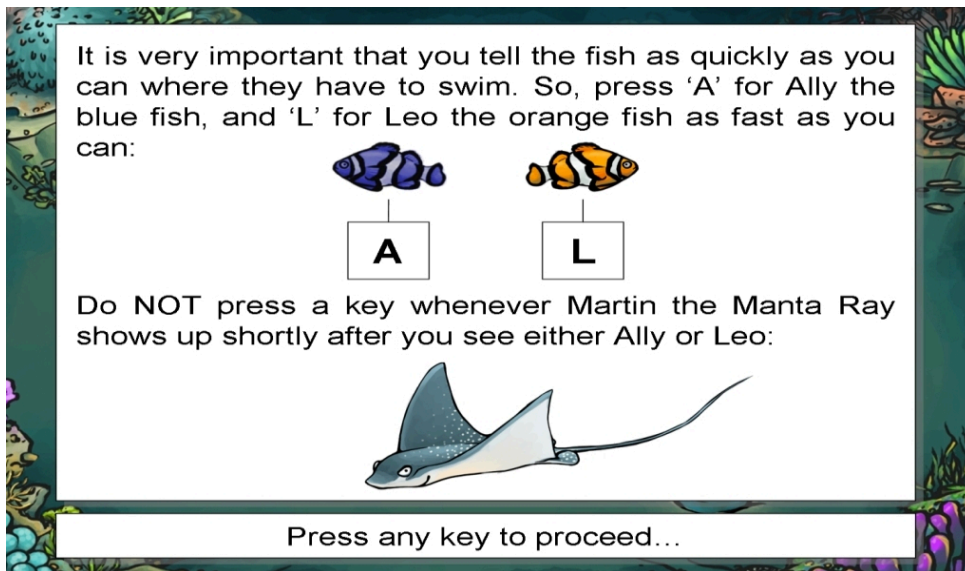 It is very important that you tell the fish as quickly as you
can where they have to swim. So, press ‘A’ for Ally the
blue fish, and ‘L’ for Leo the orange fish as fast as you
can:
A L
Do NOT press a key whenever Martin the Manta Ray
shows up shortly after you see either Ally or Leo:
Press any key to proceed...